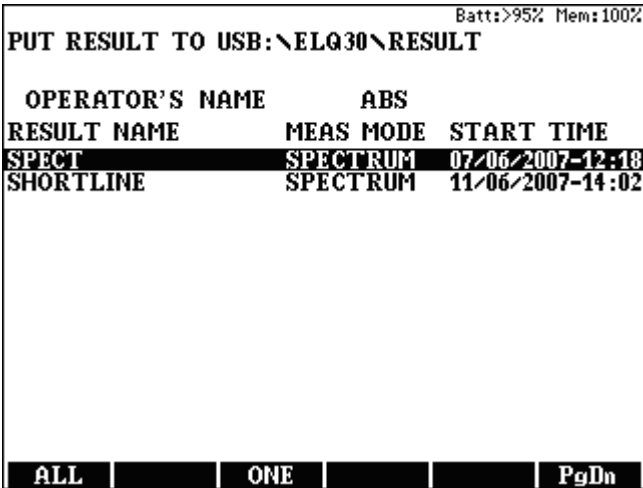 Batt:>95% Mem:100%
PUT RESULT TO USB:\ELQ30\RESULT
OPERATOR'S NAME ABS
RESULT NAME MEAS MODE START TIME
SPECT SPECTRUM 07/06/2007-12:18
SHORTLINE SPECTRUM 11/06/2007-14:02
ALL ONE PgDn